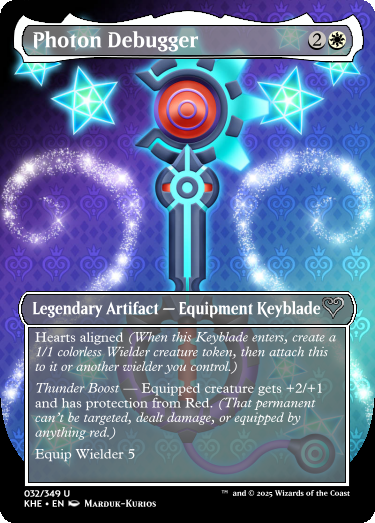 Photon Debugger 2
Legendary Artifact — Equipment Keyblade
Hearts aligned (When this Keyblade enters, create a
1/1 colorless Wielder creature token, then attach this
to it or another wielder you control.)
Thunder Boost — Equipped creature gets +2/+1
and has protection from Red. (That permanent
can't be targeted, dealt damage, or equipped by
anything red.)
Equip Wielder 5
032/349 U
KHE • EN Marduk-Kurios
™ and © 2025 Wizards of the Coast